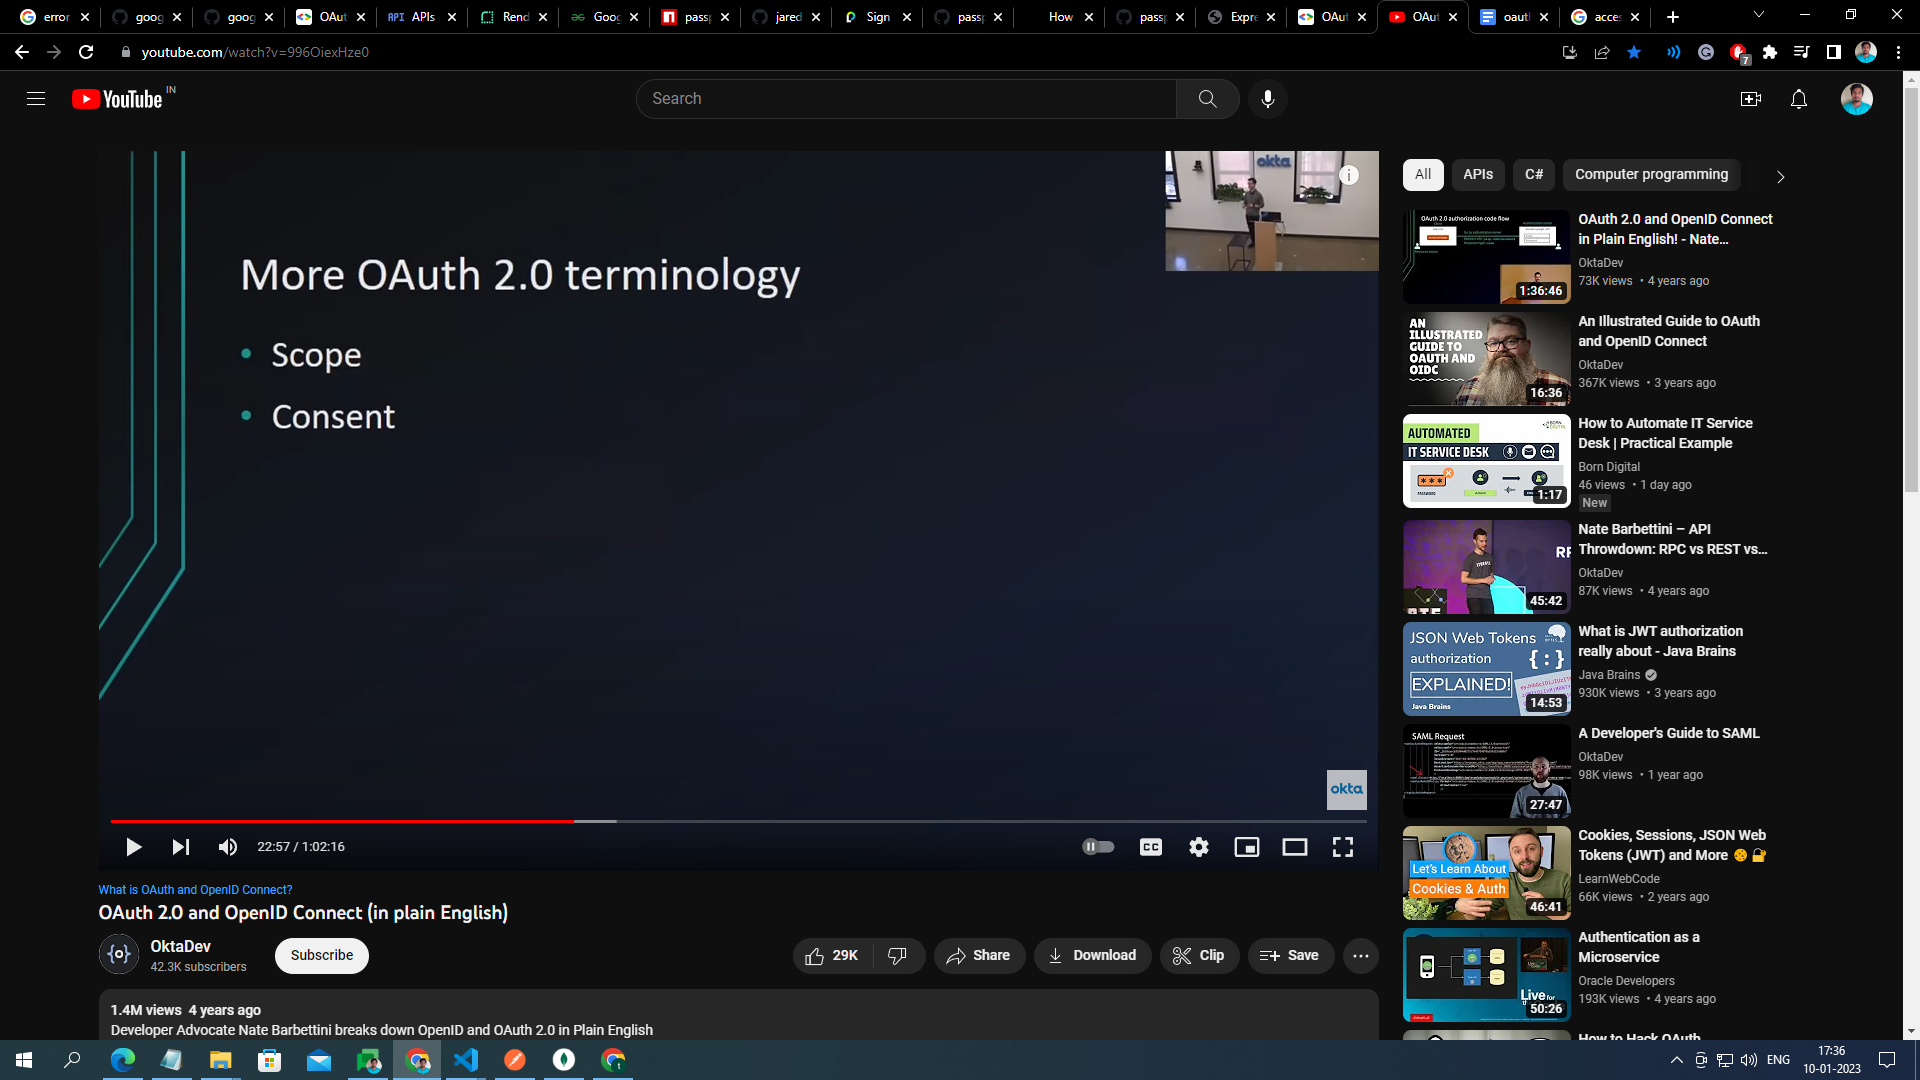 error
goog
goog
OAut
APIs
Rend
Goog
passp
jared
Sign
passp
How
passp
Expre
OAut
OAut
oauth
acces
youtube.com/watch?v=996OiexHze0
7
YouTube IN
Search
okta
More OAuth 2.0 terminology
• Scope
• Consent
okta
22:57 / 1:02:16
CC
What is OAuth and OpenID Connect?
OAuth 2.0 and OpenID Connect (in plain English)
OktaDev
42.3K subscribers
Subscribe
29K
Share
Download
Clip
Save
1.4M views 4 years ago
Developer Advocate Nate Barbettini breaks down OpenID and OAuth 2.0 in Plain English
All
APIs
C#
Computer programming
OAuth 2.0 authorization code flow
1:36:46
OAuth 2.0 and OpenID Connect
in Plain English! - Nate...
OktaDev
73K views • 4 years ago
AN
ILLUSTRATED
GUIDE TO
OAUTH AND
OIDC
16:36
An Illustrated Guide to OAuth
and OpenID Connect
OktaDev
367K views • 3 years ago
AUTOMATED
IT SERVICE DESK
BORN
DIGITAL
1:17
How to Automate IT Service
Desk | Practical Example
Born Digital
46 views • 1 day ago
New
45:42
Nate Barbettini – API
Throwdown: RPC vs REST vs...
OktaDev
87K views • 4 years ago
JSON Web Tokens
authorization
{:}
EXPLAINED!
Java Brains
14:53
What is JWT authorization
really about - Java Brains
Java Brains
930K views • 3 years ago
SAML Request
27:47
A Developer's Guide to SAML
OktaDev
98K views • 1 year ago
Let's Learn About
Cookies & Auth
46:41
Cookies, Sessions, JSON Web
Tokens (JWT) and More
LearnWebCode
66K views • 2 years ago
Live for
50:26
Authentication as a
Microservice
Oracle Developers
193K views • 4 years ago
How to Hack OAuth
ENG
17:36
10-01-2023